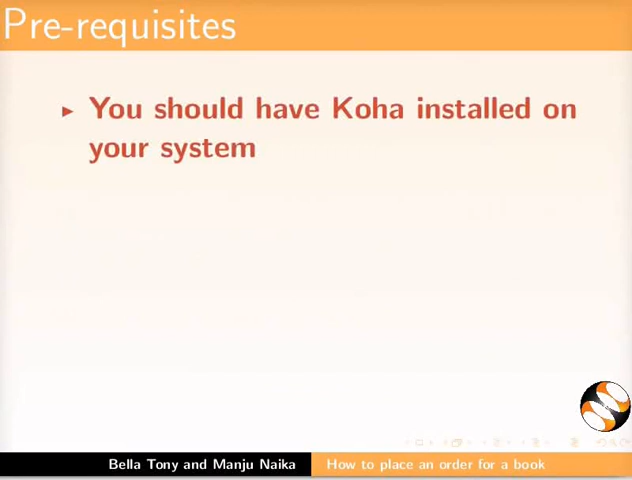 Pre-requisites
You should have Koha installed on
your system
Bella Tony and Manju Naika
How to place an order for a book